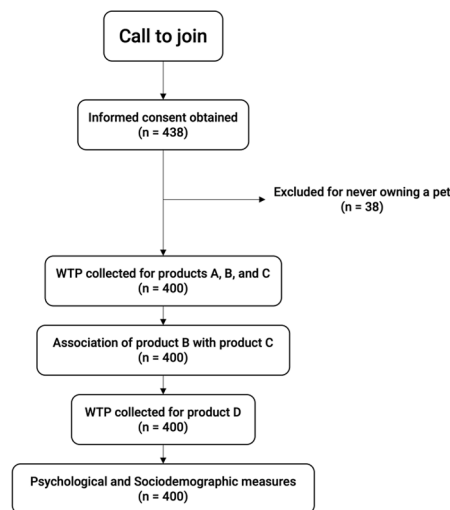 Call to join
Informed consent obtained
(n = 438)
Excluded for never owning a pet
(n = 38)
WTP collected for products A, B, and C
(n = 400)
Association of product B with product C
(n = 400)
WTP collected for product D
(n = 400)
Psychological and Sociodemographic measures
(n = 400)